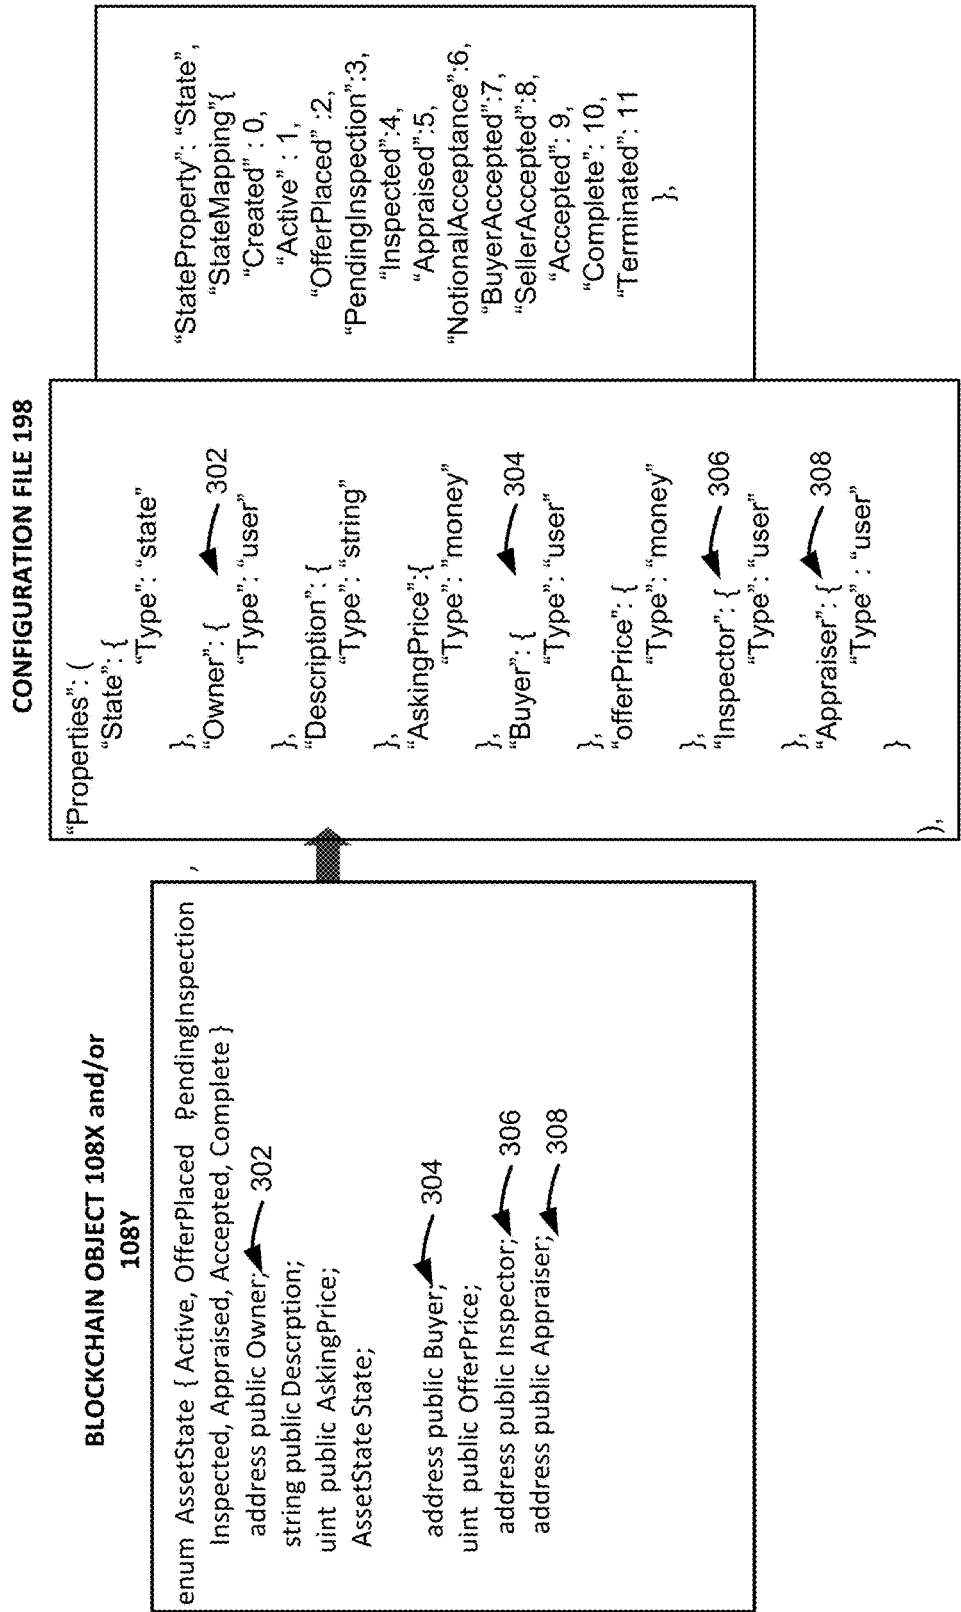 BLOCKCHAIN OBJECT 108X and/or
108Y
enum AssetState { Active, OfferPlaced PendingInspection ,
Inspected, Appraised, Accepted, Complete }
address public Owner; 302
string public Descrption;
uint public AskingPrice;
AssetState State;
address public Buyer; 304
uint public OfferPrice;
address public Inspector; 306
address public Appraiser; 308
CONFIGURATION FILE 198
“Properties”: (
“State”: {
“Type”: “state”
},
“Owner”: { 302
“Type”: “user”
},
“Description”: {
“Type”: “string”
},
“AskingPrice”:{
“Type”: “money”
},
“Buyer”: { 304
“Type”: “user”
},
“offerPrice”: {
“Type”: “money”
},
“Inspector”: { 306
“Type”: “user”
},
“Appraiser”: { 308
“Type” : “user”
}
),
“StateProperty”: “State”,
“StateMapping”{
“Created” : 0,
“Active” : 1,
“OfferPlaced” :2,
“PendingInspection”:3,
“Inspected”:4,
“Appraised”:5,
“NotionalAcceptance”:6,
“BuyerAccepted”:7,
“SellerAccepted”:8,
“Accepted”: 9,
“Complete”: 10,
“Terminated”: 11
},